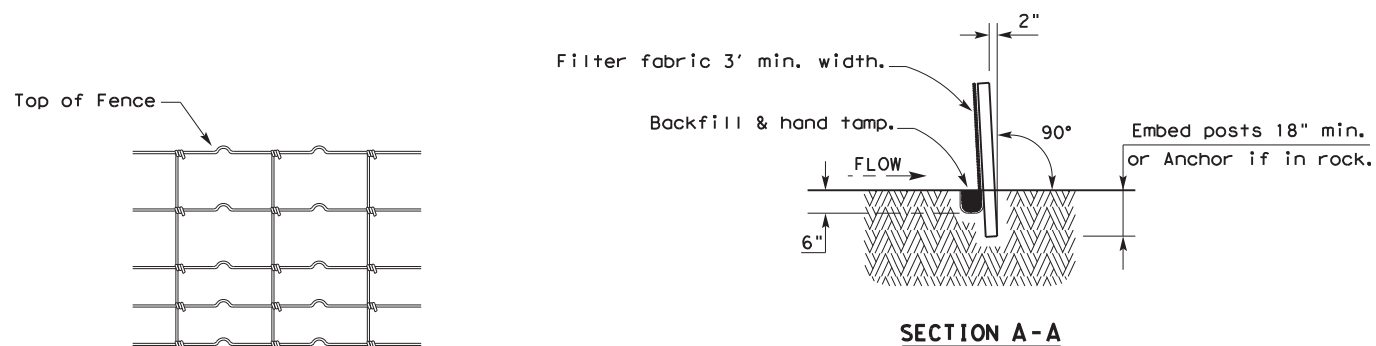 Top of Fence
2"
Filter fabric 3' min. width.
Backfill & hand tamp.
90°
Embed posts 18" min.
or Anchor if in rock.
FLOW
6"
SECTION A-A